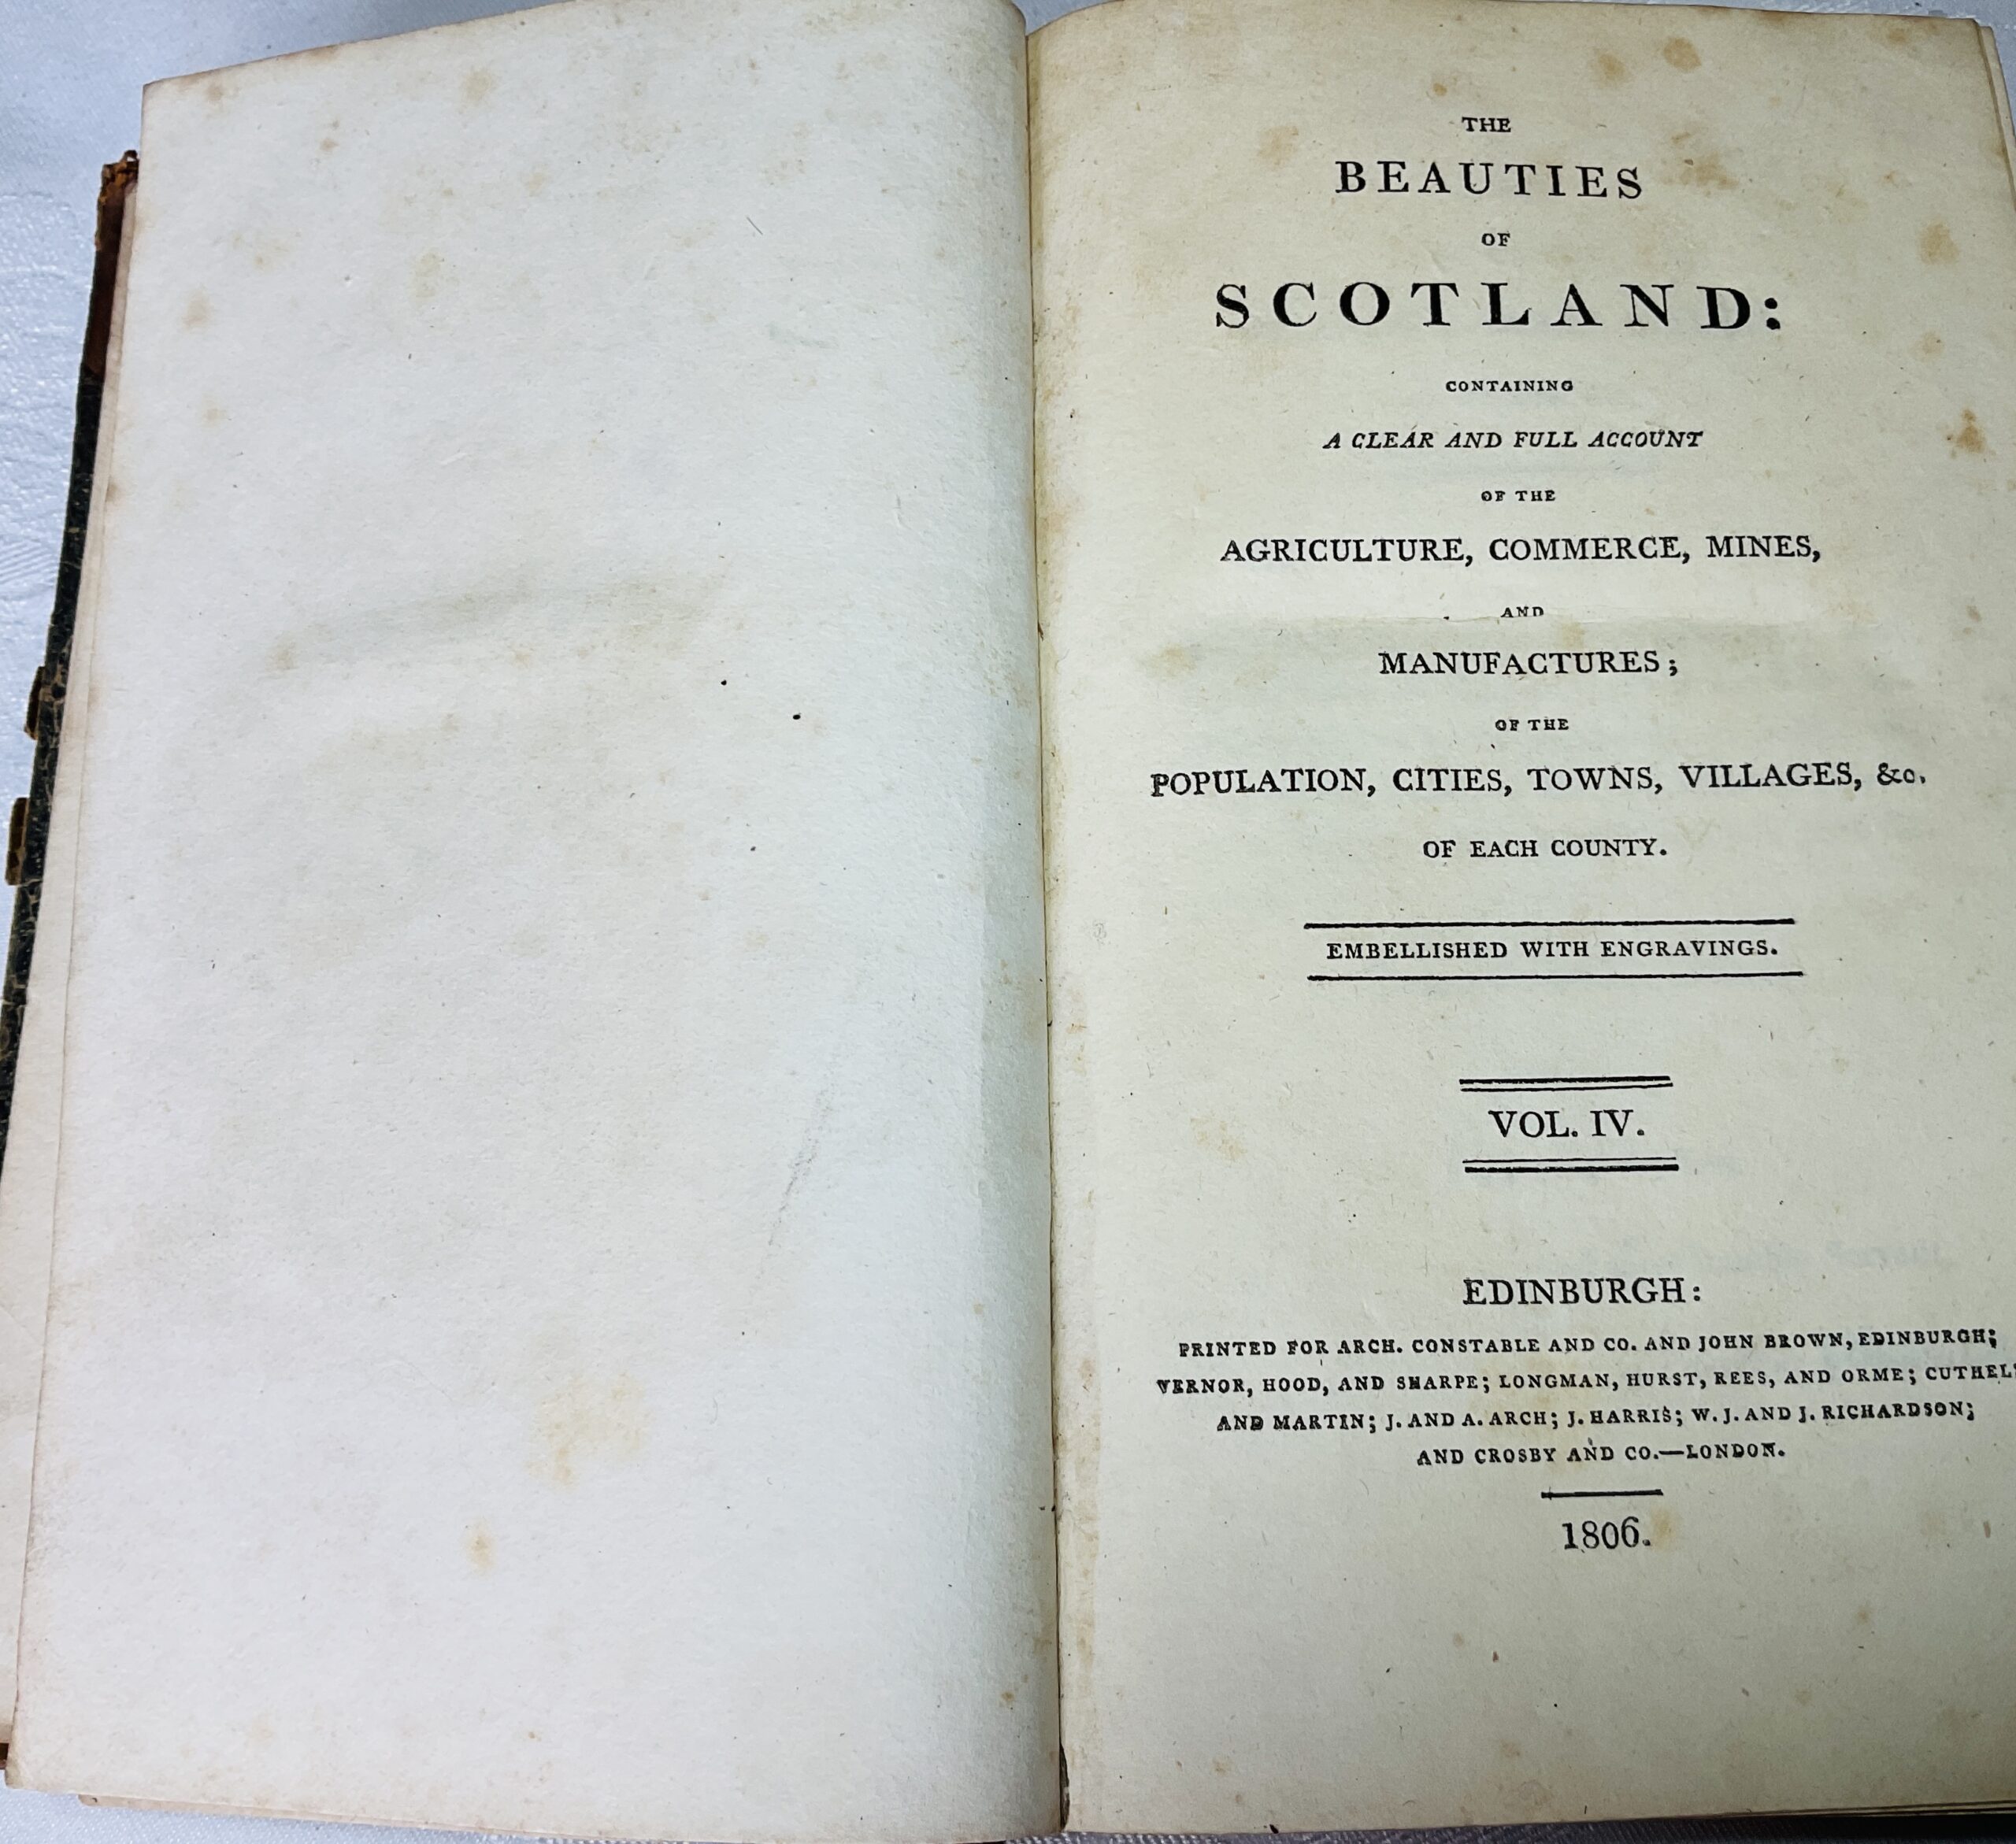 THE
BEAUTIES
OF
SCOTLAND:
CONTAINING
A CLEAR AND FULL ACCOUNT
OF THE
AGRICULTURE, COMMERCE, MINES,
AND
MANUFACTURES;
OF THE
POPULATION, CITIES, TOWNS, VILLAGES, &c.
OF EACH COUNTY.
EMBELLISHED WITH ENGRAVINGS.
VOL. IV.
EDINBURGH:
PRINTED FOR ARCH. CONSTABLE AND CO. AND JOHN BROWN, EDINBURGH;
VERNOR, HOOD, AND SHARPE; LONGMAN, HURST, REES, AND ORME;
AND MARTIN; J. AND A. ARCH; J. HARRIS; W. J. AND J. RICHARDSON;
AND CROSBY AND CO.—LONDON.
1806.